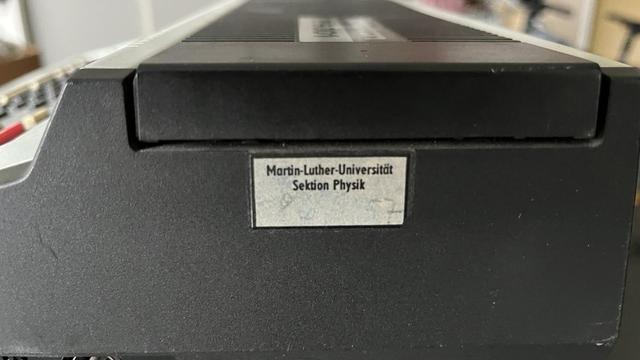 Martin-Luther-Universität
Sektion Physik